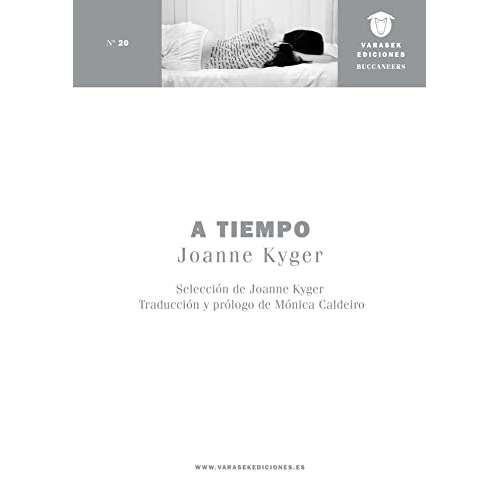 Nº 20
VARASEK
EDICIONES
BUCCANEERS
A TIEMPO
Joanne Kyger
Selección de Joanne Kyger
Traducción y prólogo de Mónica Caldeiro
WWW.VARASEKEDICIONES.ES